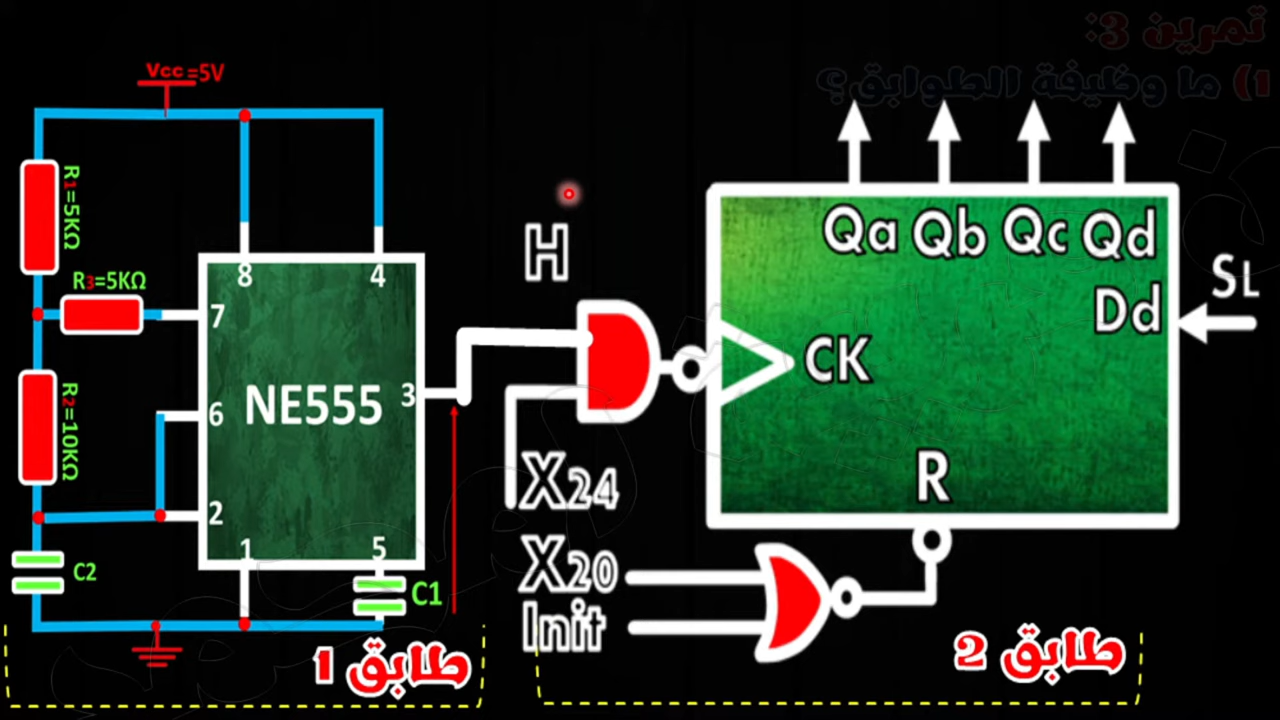 تمرين 3:
1) ما وظيفة الطوابق؟
Vcc=5V
R1=5KΩ
R3=5KΩ
R2=10KΩ
C2
8
4
7
6
2
NE555
3
1
5
C1
طابق 1
H
X24
X20
Init
Qa Qb Qc Qd
Dd
SL
CK
R
طابق 2